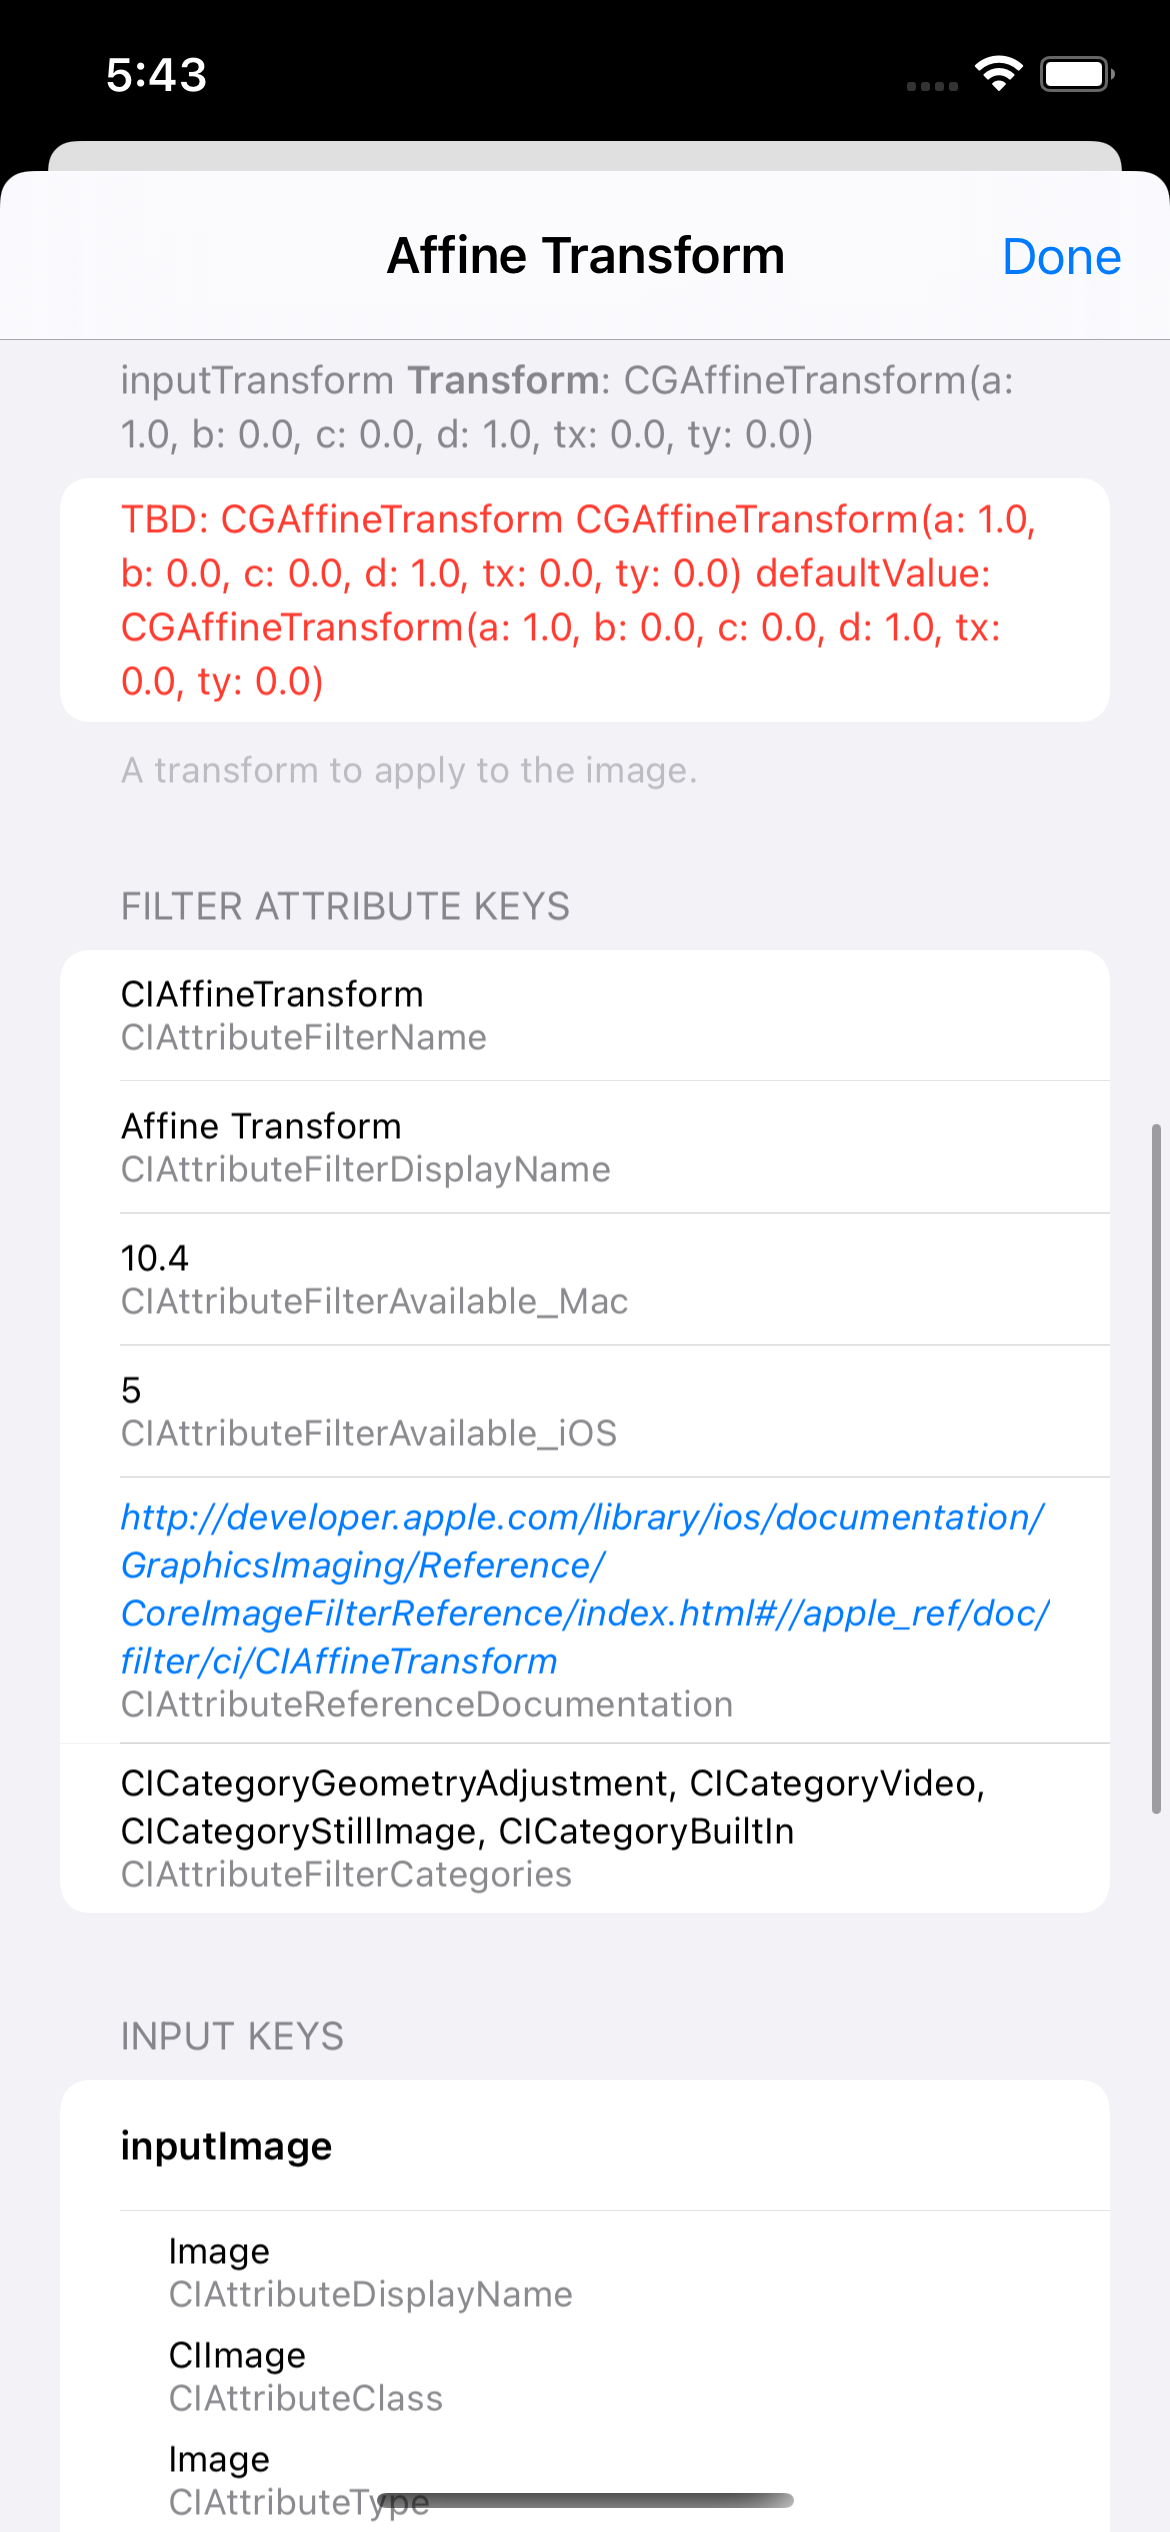 5:43
Affine Transform
Done
inputTransform Transform: CGAffineTransform(a:
1.0, b: 0.0, c: 0.0, d: 1.0, tx: 0.0, ty: 0.0)
TBD: CGAffineTransform CGAffineTransform(a: 1.0,
b: 0.0, c: 0.0, d: 1.0, tx: 0.0, ty: 0.0) defaultValue:
CGAffineTransform(a: 1.0, b: 0.0, c: 0.0, d: 1.0, tx:
0.0, ty: 0.0)
A transform to apply to the image.
FILTER ATTRIBUTE KEYS
CIAffineTransform
CIAttributeFilterName
Affine Transform
CIAttributeFilterDisplayName
10.4
CIAttributeFilterAvailable_Mac
5
CIAttributeFilterAvailable_iOS
http://developer.apple.com/library/ios/documentation/
GraphicsImaging/Reference/
CoreImageFilterReference/index.html#//apple_ref/doc/
filter/ci/CIAffineTransform
CIAttributeReferenceDocumentation
CICategoryGeometryAdjustment, CICategoryVideo,
CICategoryStillImage, CICategoryBuiltIn
CIAttributeFilterCategories
INPUT KEYS
inputImage
Image
CIAttributeDisplayName
CIImage
CIAttributeClass
Image
CIAttributeType